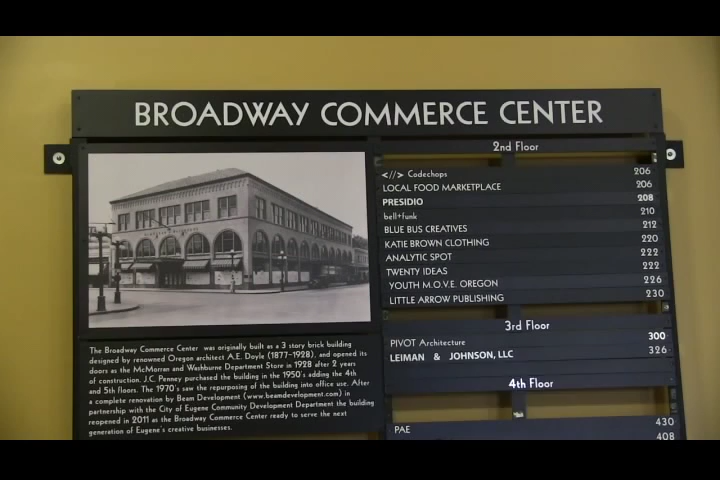 BROADWAY COMMERCE CENTER
2nd Floor
<//> Codechops 206
LOCAL FOOD MARKETPLACE 206
PRESIDIO 208
bell+funk 210
BLUE BUS CREATIVES 212
KATIE BROWN CLOTHING 220
ANALYTIC SPOT 222
TWENTY IDEAS 222
YOUTH M.O.V.E. OREGON 226
LITTLE ARROW PUBLISHING 230
3rd Floor
PIVOT Architecture 300
LEIMAN & JOHNSON, LLC 326
4th Floor
430
PAE 408
The Broadway Commerce Center was originally built as a 3 story brick building
designed by renowned Oregon architect A.E. Doyle (1877-1928), and opened its
doors as the McMorran and Washburne Department Store in 1928 after 2 years
of construction. J.C. Penney purchased the building in the 1950's adding the 4th
and 5th floors. The 1970's saw the repurposing of the building into office use. After
a complete renovation by Beam Development (www.beamdevelopment.com) in
partnership with the City of Eugene Community Development Department the building
reopened in 2011 as the Broadway Commerce Center ready to serve the next
generation of Eugene's creative businesses.